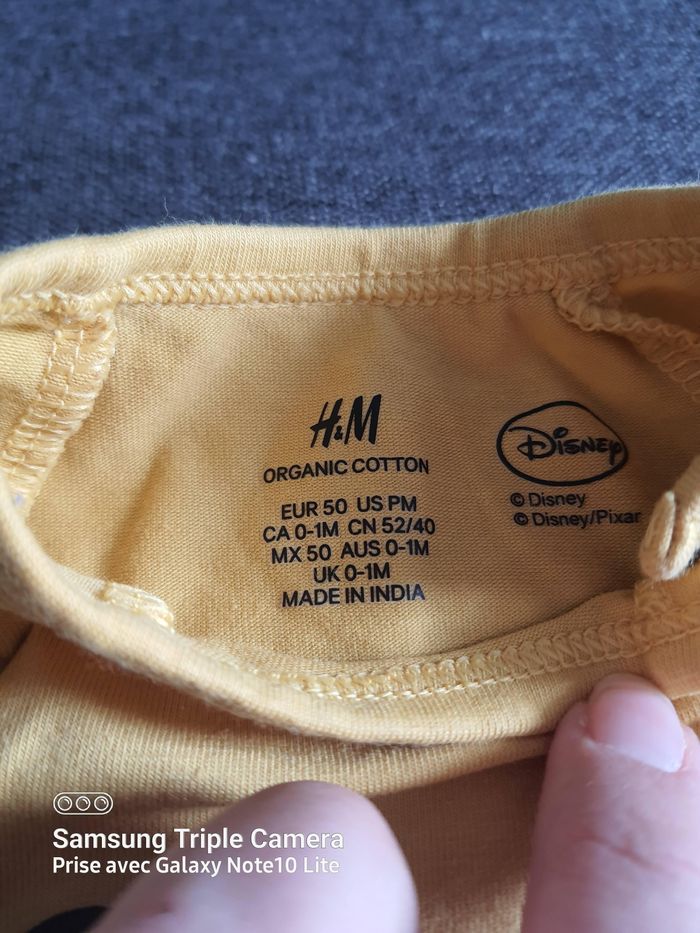 H&M
ORGANIC COTTON
EUR 50 US PM
CA 0-1M CN 52/40
MX 50 AUS 0-1M
UK 0-1M
MADE IN INDIA
Disney
© Disney
© Disney/Pixar
Samsung Triple Camera
Prise avec Galaxy Note10 Lite